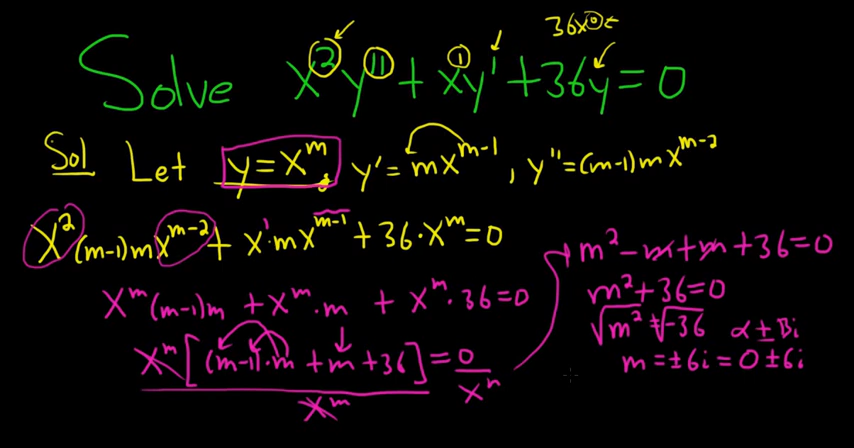 36x⁰=
Solve x²y'' + xy' + 36y = 0
Sol Let y = x^m, y' = mx^(m-1), y'' = (m-1)mx^(m-2)
x²(m-1)mx^(m-2) + x¹·mx^(m-1) + 36·x^m = 0
x^m(m-1)m + x^m·m + x^m·36 = 0
x^m[(m-1)·m + m + 36] = 0
x^m x^m
m² - m + m + 36 = 0
m² + 36 = 0
√m² ±√-36 α ± βi
m = ±6i = 0 ± 6i